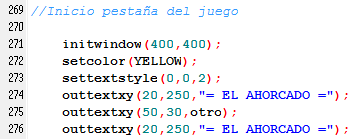 269 //Inicio pestaña del juego
270
271 initwindow(400,400);
272 setcolor(YELLOW);
273 settextstyle(0,0,2);
274 outtextxy(20,250,"= EL AHORCADO =");
275 outtextxy(50,30,otro);
276 outtextxy(20,250,"= EL AHORCADO =");